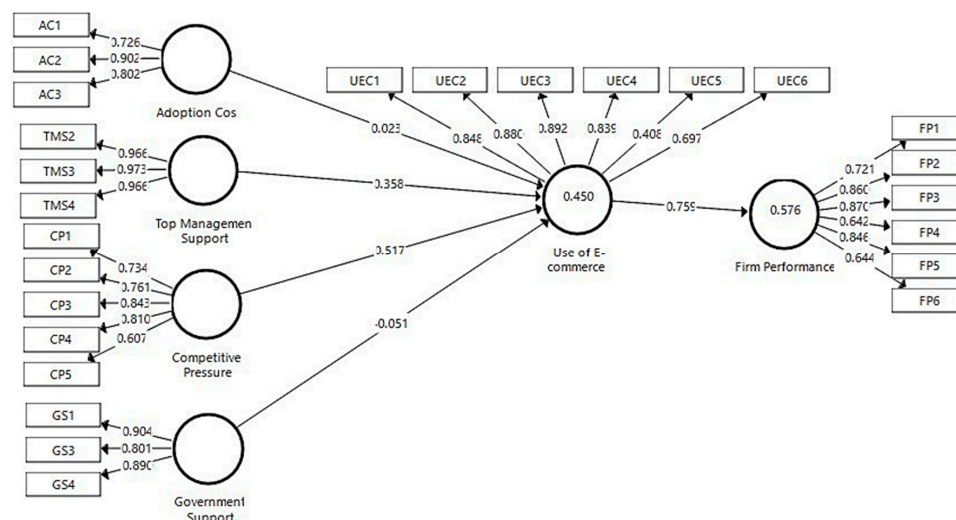 AC1
AC2
AC3
0.726
0.902
0.802
Adoption Cos
TMS2
TMS3
TMS4
0.966
0.973
0.966
Top Managemen
Support
CP1
CP2
CP3
CP4
CP5
0.734
0.761
0.843
0.810
0.607
Competitive
Pressure
GS1
GS3
GS4
0.904
0.801
0.890
Government
Support
0.023
0.358
0.517
-0.051
UEC1
UEC2
UEC3
UEC4
UEC5
UEC6
0.848
0.880
0.892
0.839
0.408
0.697
0.450
Use of E-
commerce
0.759
0.576
Firm Performance
0.721
0.860
0.870
0.642
0.846
0.644
FP1
FP2
FP3
FP4
FP5
FP6